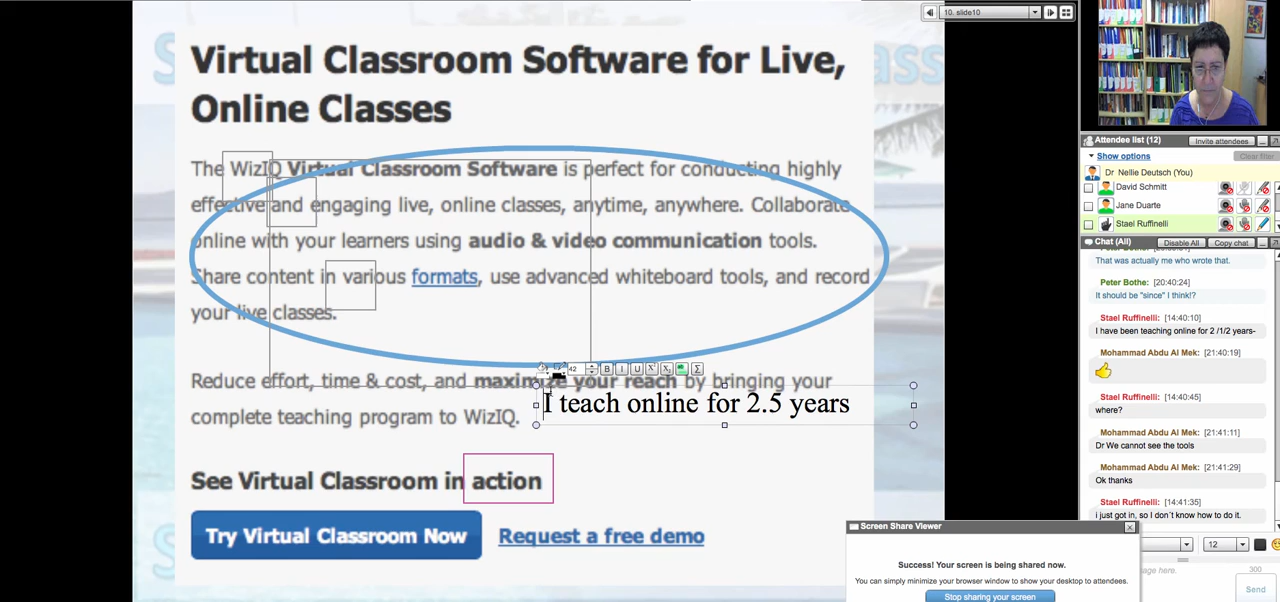 10. slide10
Virtual Classroom Software for Live,
Online Classes
The WizIQ Virtual Classroom Software is perfect for conducting highly
effective and engaging live, online classes, anytime, anywhere. Collaborate
online with your learners using audio & video communication tools.
Share content in various formats, use advanced whiteboard tools, and record
your live classes.
42 B I U X X Σ
Reduce effort, time & cost, and maximize your reach by bringing your
complete teaching program to WizIQ.
I teach online for 2.5 years
See Virtual Classroom in action
Try Virtual Classroom Now Request a free demo
Attendee list (12) Invite attendees
Show options Clear filter
Dr Nellie Deutsch (You)
David Schmitt
Jane Duarte
Stael Ruffinelli
Chat (All) Disable All Copy chat
That was actually me who wrote that.
Peter Bothe: [20:40:24]
It should be "since" I think!?
Stael Ruffinelli: [14:40:10]
I have been teaching online for 2 /1/2 years-
Mohammad Abdu Al Mek: [21:40:19]
Stael Ruffinelli: [14:40:45]
where?
Mohammad Abdu Al Mek: [21:41:11]
Dr We cannot see the tools
Mohammad Abdu Al Mek: [21:41:29]
Ok thanks
Stael Ruffinelli: [14:41:35]
i just got in, so I don´t know how to do it.
12
age here. 300
Send
Screen Share Viewer
Success! Your screen is being shared now.
You can simply minimize your browser window to show your desktop to attendees.
Stop sharing your screen